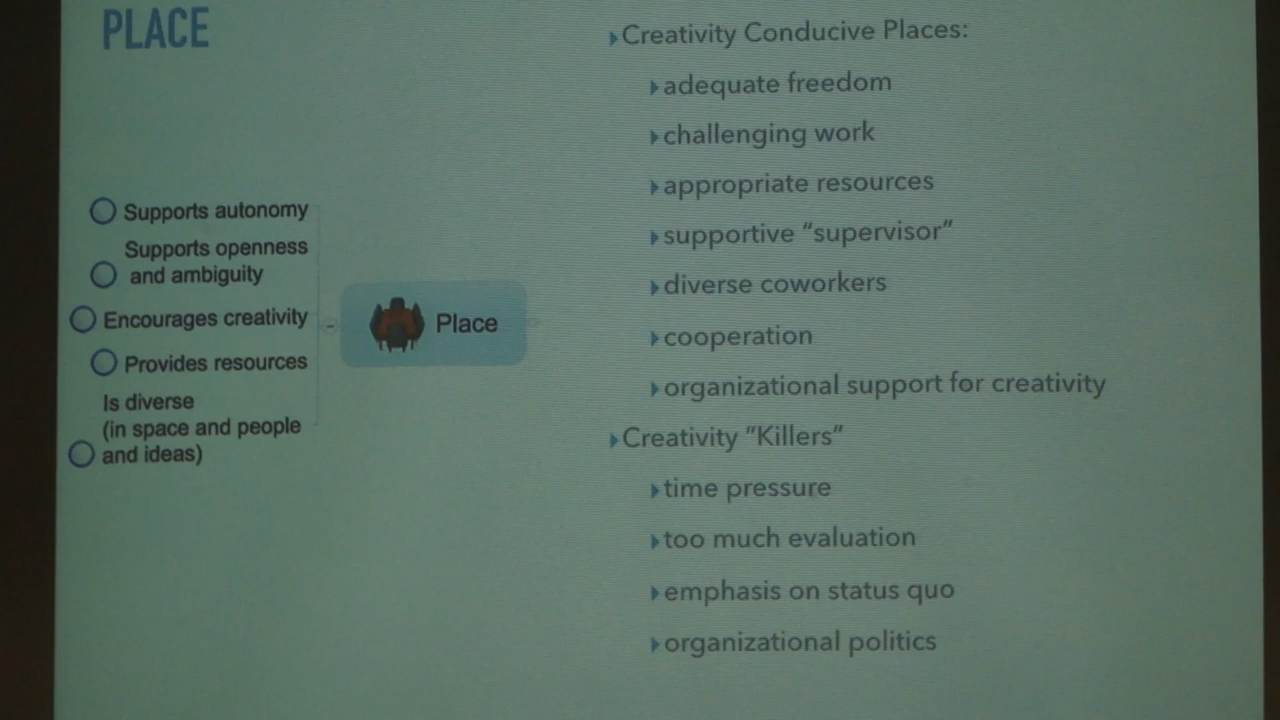 PLACE
Supports autonomy
Supports openness
and ambiguity
Encourages creativity
Provides resources
Is diverse
(in space and people
and ideas)
Place
Creativity Conducive Places:
adequate freedom
challenging work
appropriate resources
supportive “supervisor”
diverse coworkers
cooperation
organizational support for creativity
Creativity “Killers”
time pressure
too much evaluation
emphasis on status quo
organizational politics